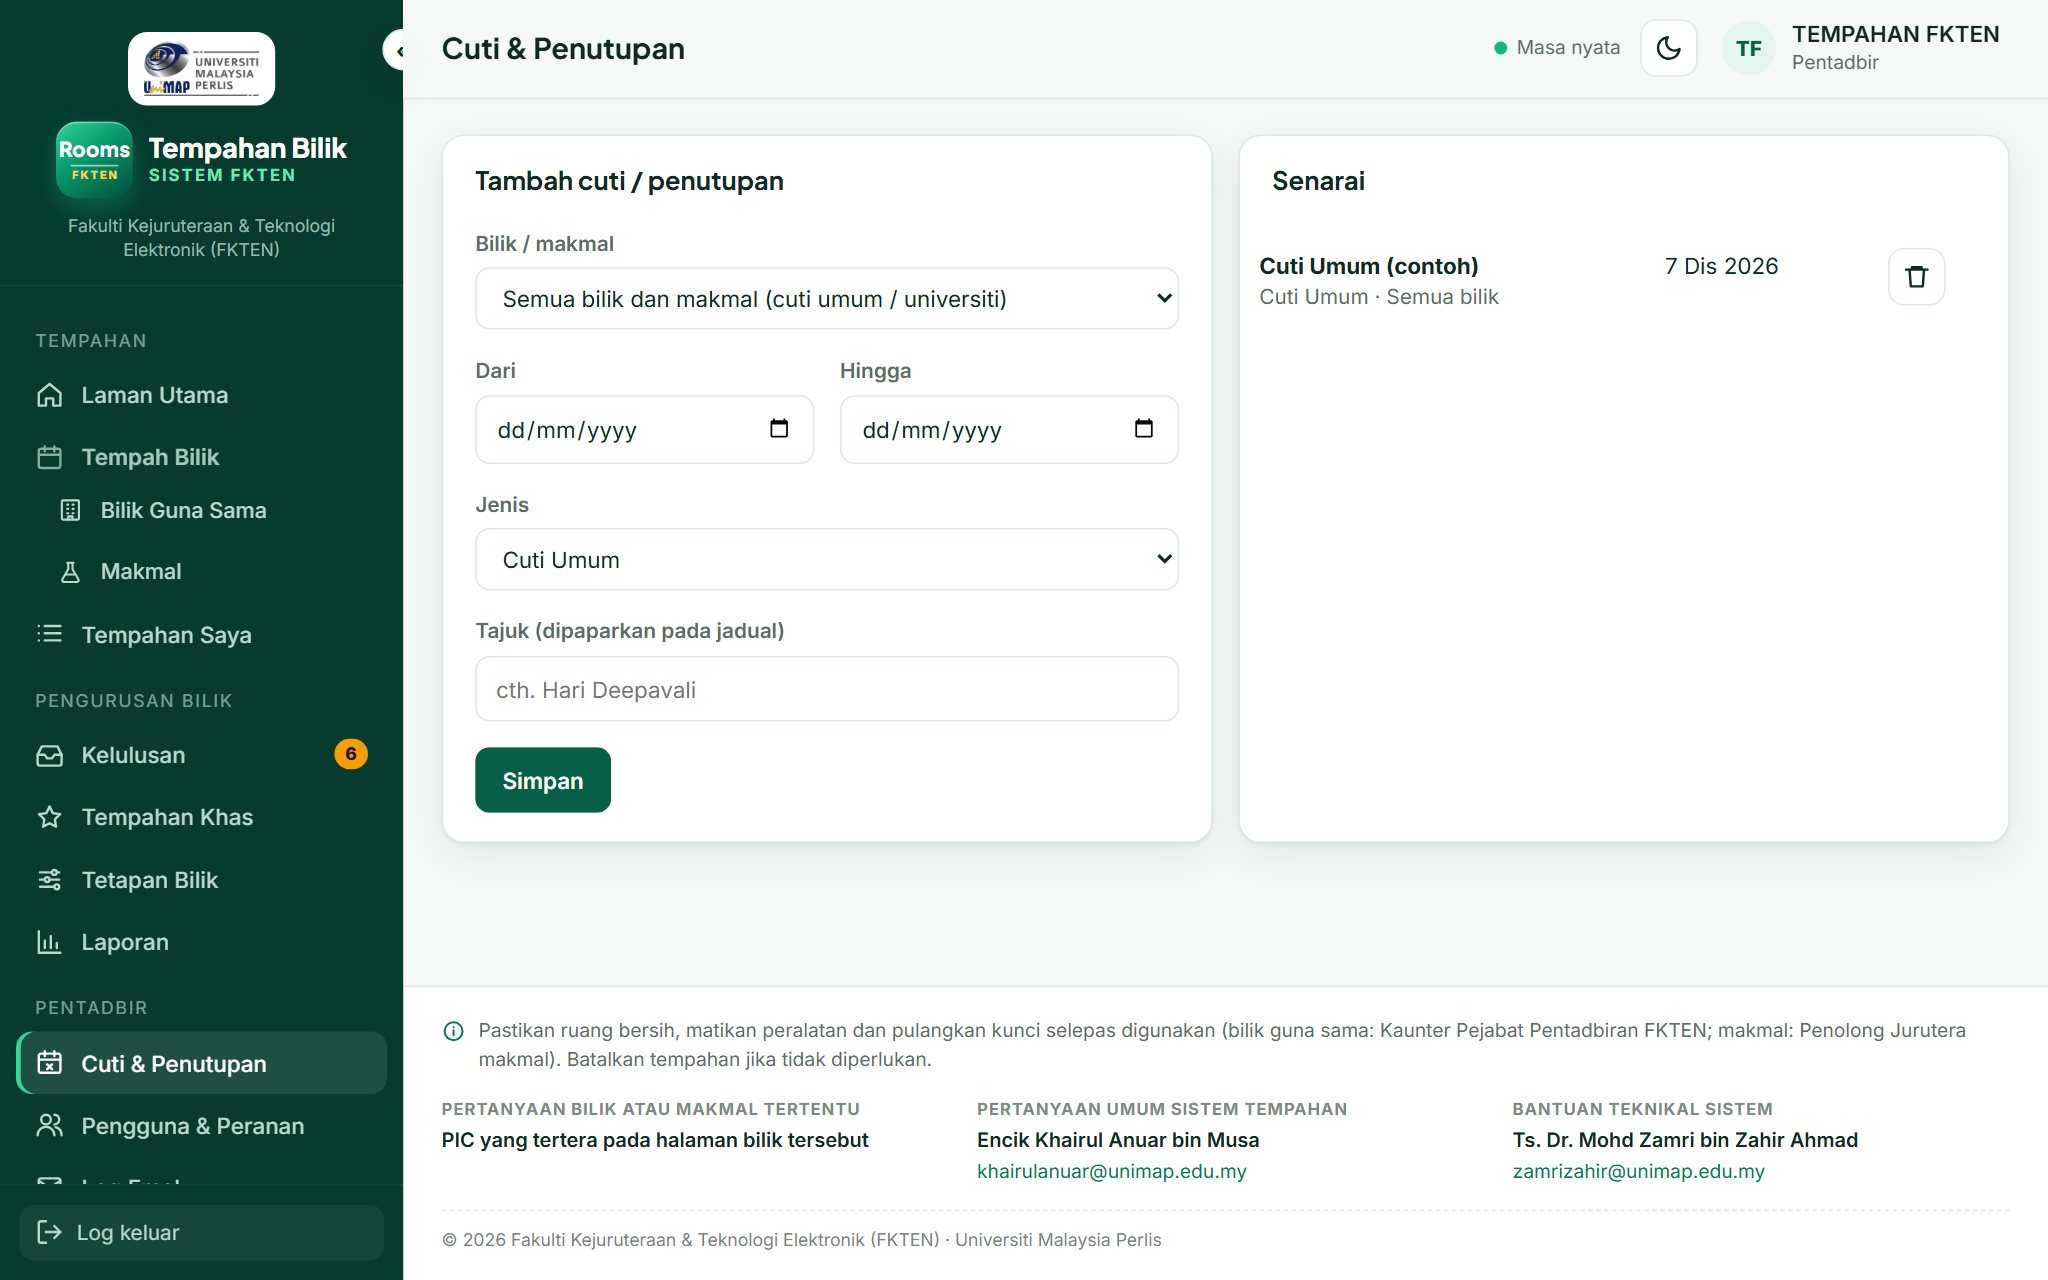 UNIVERSITI
MALAYSIA
PERLIS
UniMAP
Rooms
FKTEN
Tempahan Bilik
SISTEM FKTEN
Fakulti Kejuruteraan & Teknologi
Elektronik (FKTEN)
TEMPAHAN
Laman Utama
Tempah Bilik
Bilik Guna Sama
Makmal
Tempahan Saya
PENGURUSAN BILIK
Kelulusan
6
Tempahan Khas
Tetapan Bilik
Laporan
PENTADBIR
Cuti & Penutupan
Pengguna & Peranan
Log keluar
Cuti & Penutupan
Masa nyata
TF
TEMPAHAN FKTEN
Pentadbir
Tambah cuti / penutupan
Bilik / makmal
Semua bilik dan makmal (cuti umum / universiti)
Dari
Hingga
dd/mm/yyyy
dd/mm/yyyy
Jenis
Cuti Umum
Tajuk (dipaparkan pada jadual)
cth. Hari Deepavali
Simpan
Senarai
Cuti Umum (contoh)
7 Dis 2026
Cuti Umum · Semua bilik
Pastikan ruang bersih, matikan peralatan dan pulangkan kunci selepas digunakan (bilik guna sama: Kaunter Pejabat Pentadbiran FKTEN; makmal: Penolong Jurutera
makmal). Batalkan tempahan jika tidak diperlukan.
PERTANYAAN BILIK ATAU MAKMAL TERTENTU
PIC yang tertera pada halaman bilik tersebut
PERTANYAAN UMUM SISTEM TEMPAHAN
Encik Khairul Anuar bin Musa
khairulanuar@unimap.edu.my
BANTUAN TEKNIKAL SISTEM
Ts. Dr. Mohd Zamri bin Zahir Ahmad
zamrizahir@unimap.edu.my
© 2026 Fakulti Kejuruteraan & Teknologi Elektronik (FKTEN) · Universiti Malaysia Perlis